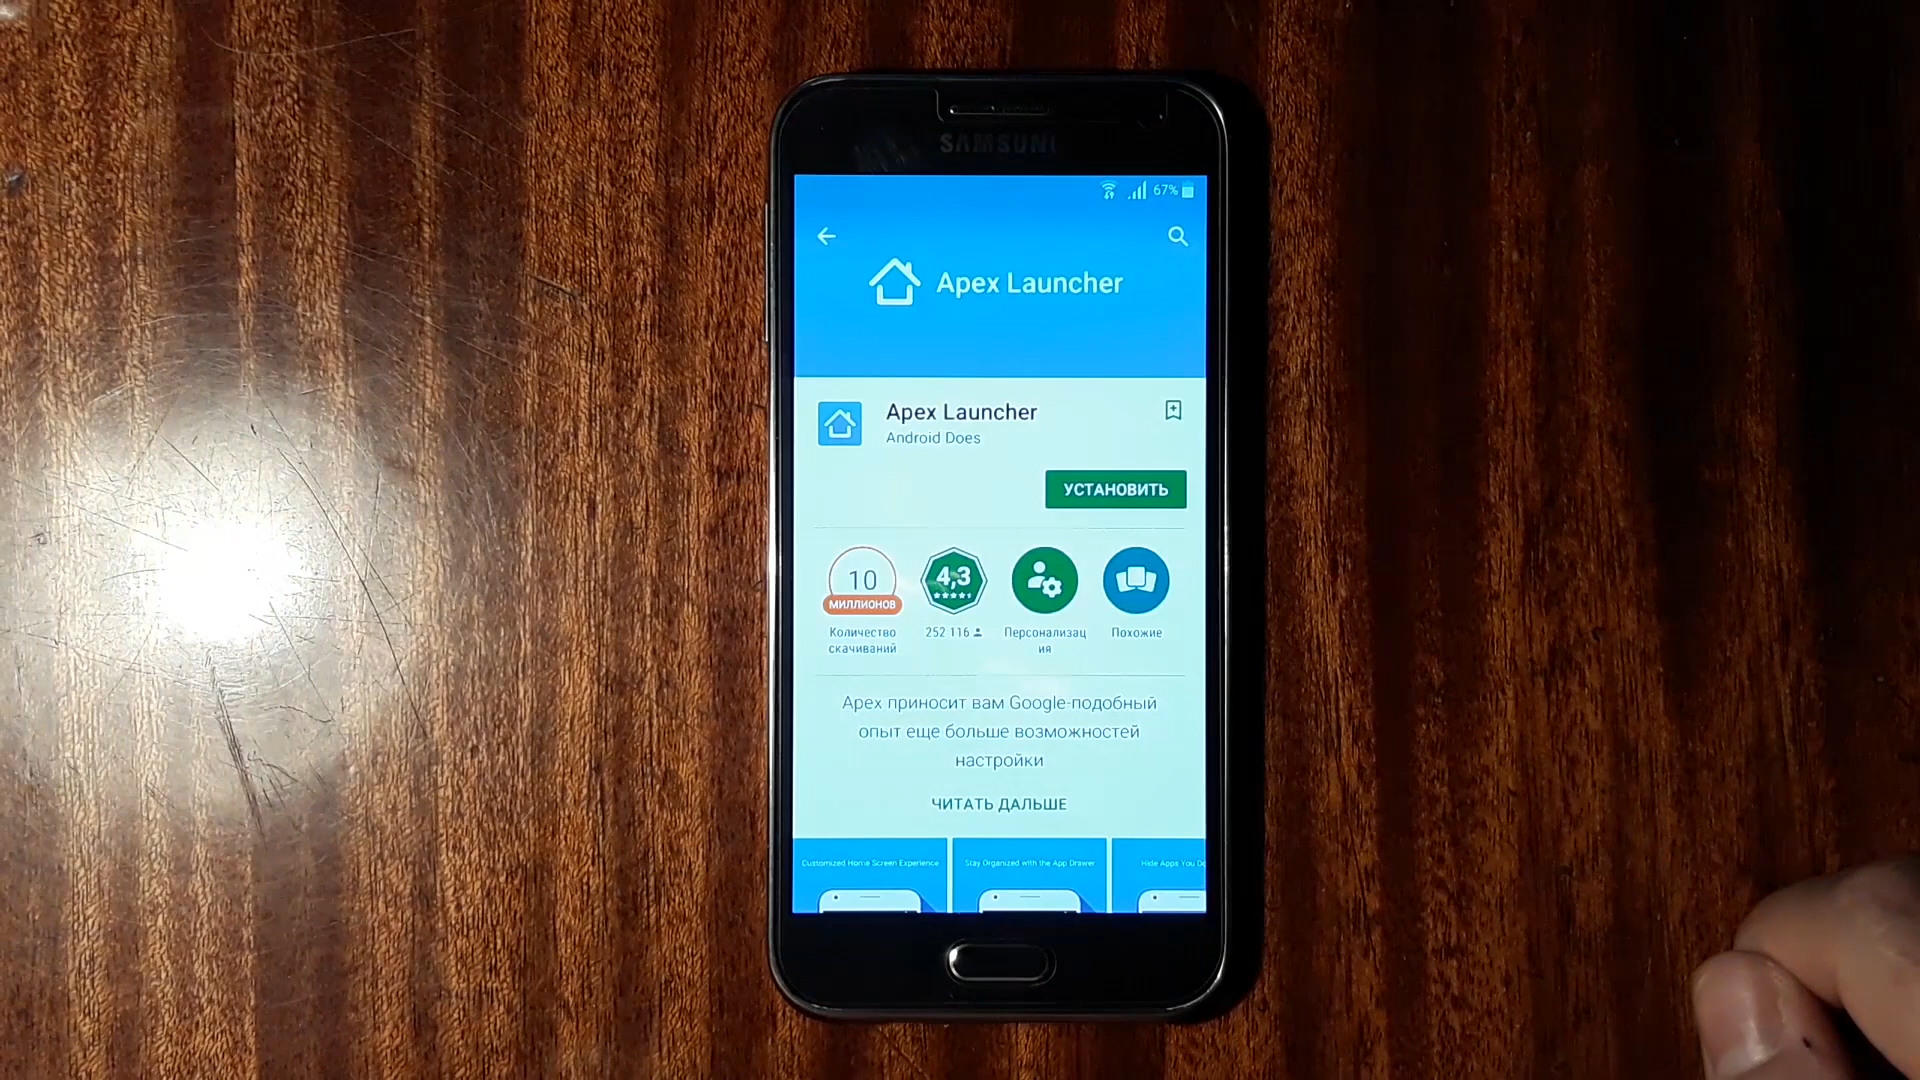 SAMSUN
67%
Apex Launcher
Apex Launcher
Android Does
УСТАНОВИТЬ
10
МИЛЛИОНОВ
4,3
Количество
скачиваний
252 116
Персонализац
ия
Похожие
Apex приносит вам Google-подобный
опыт еще больше возможностей
настройки
ЧИТАТЬ ДАЛЬШЕ
Customized Home Screen Experience
Stay Organized with the App Drawer
Hide Apps You Do